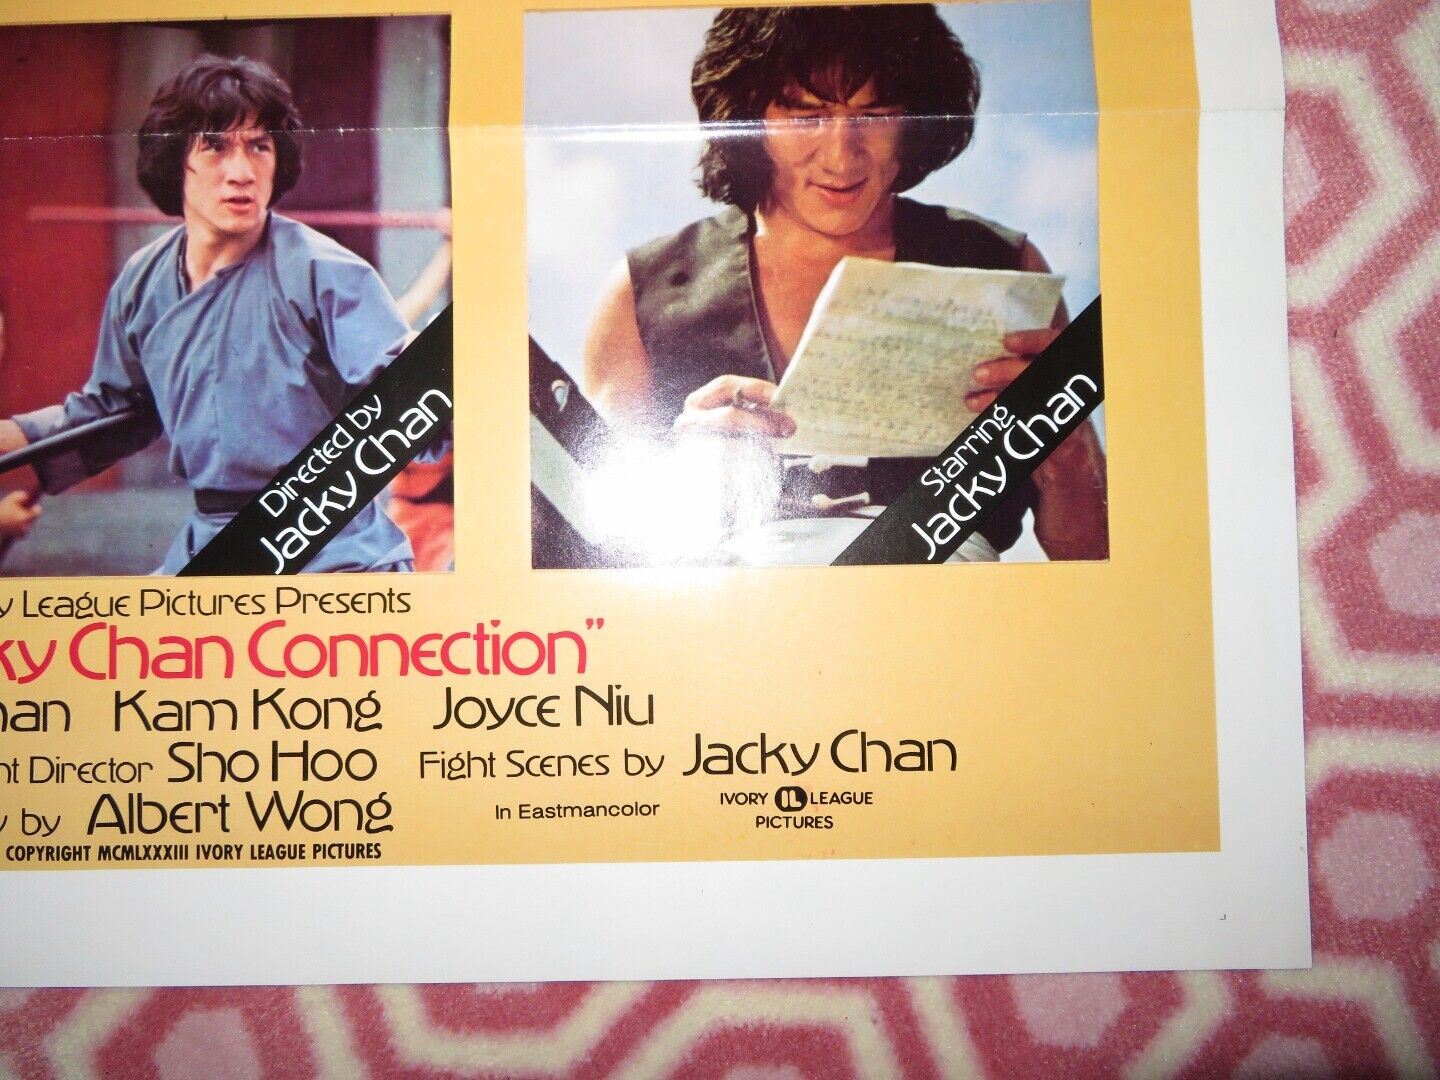 Directed by
Jacky Chan
Starring
Jacky Chan
y League Pictures Presents
ky Chan Connection"
han Kam Kong Joyce Niu
nt Director Sho Hoo Fight Scenes by Jacky Chan
y by Albert Wong In Eastmancolor IVORY IL LEAGUE
PICTURES
COPYRIGHT MCMLXXXIII IVORY LEAGUE PICTURES